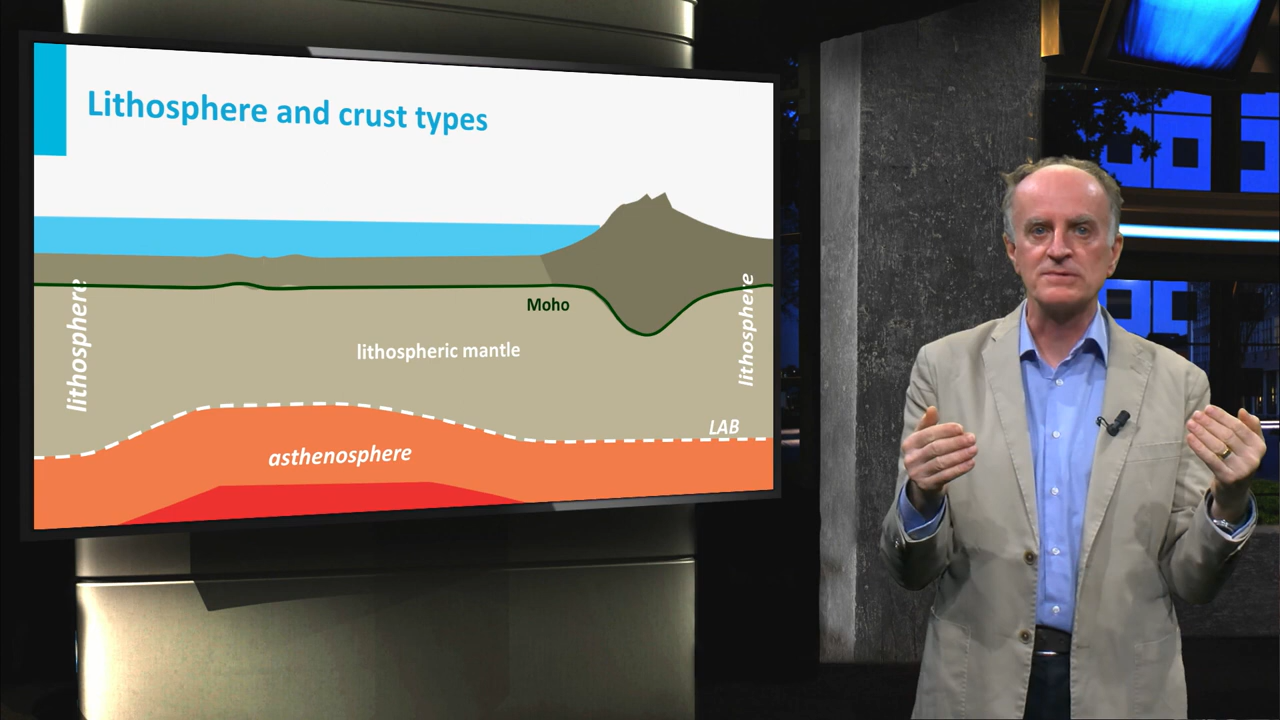 Lithosphere and crust types
lithosphere
Moho
lithosphere
lithospheric mantle
LAB
asthenosphere